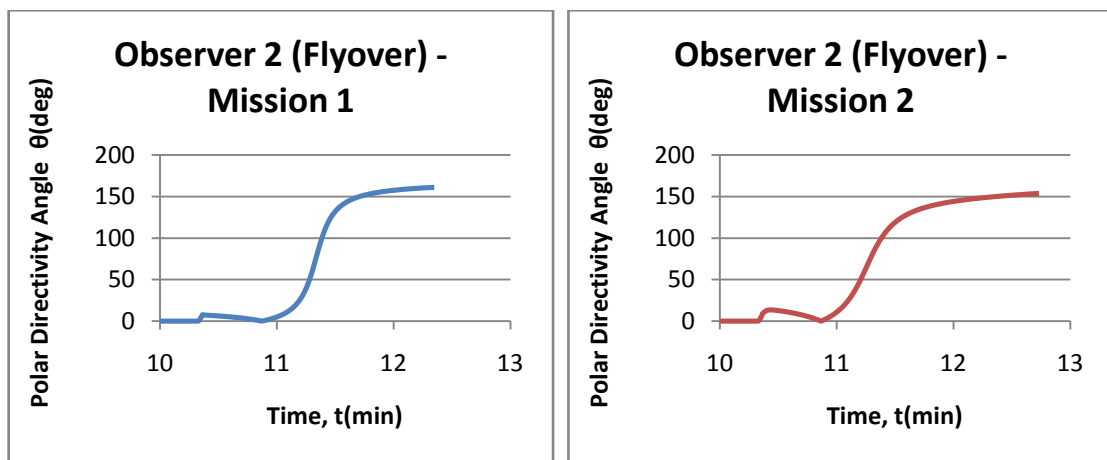 Observer 2 (Flyover) -
Mission 1
Polar Directivity Angle θ(deg)
200
150
100
50
0
10 11 12 13
Time, t(min)
Observer 2 (Flyover) -
Mission 2
Polar Directivity Angle θ(deg)
200
150
100
50
0
10 11 12 13
Time, t(min)